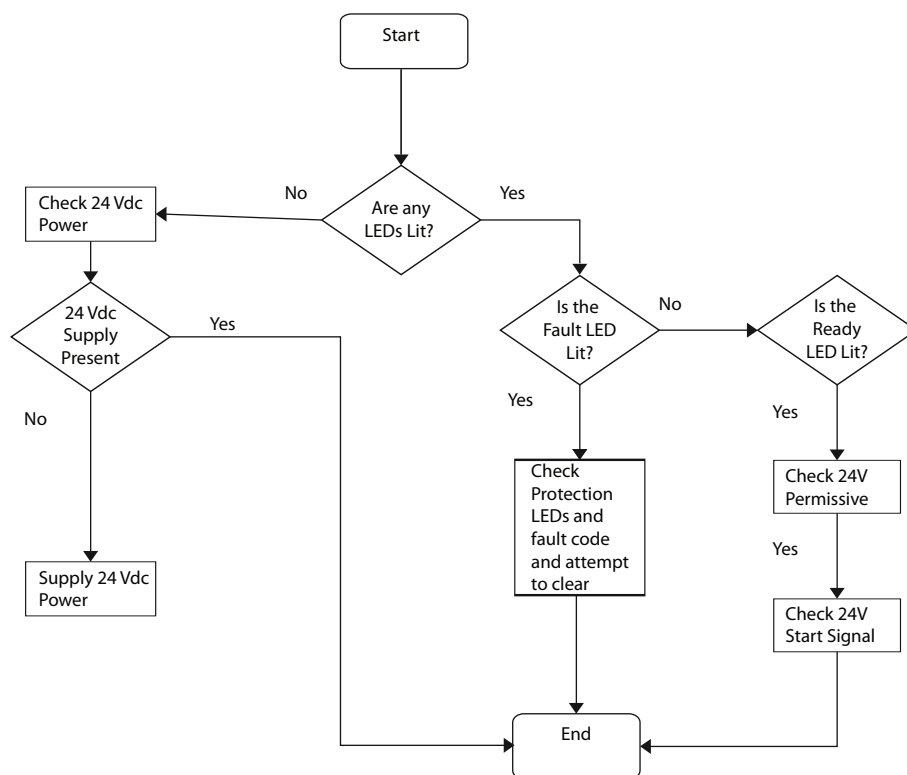 Start
No
Yes
Are any
LEDs Lit?
Check 24 Vdc
Power
24 Vdc
Supply
Present
Yes
No
Supply 24 Vdc
Power
Is the
Fault LED
Lit?
No
Yes
Is the
Ready
LED Lit?
Yes
Check
Protection
LEDs and
fault code
and attempt
to clear
Check 24V
Permissive
Yes
Check 24V
Start Signal
End